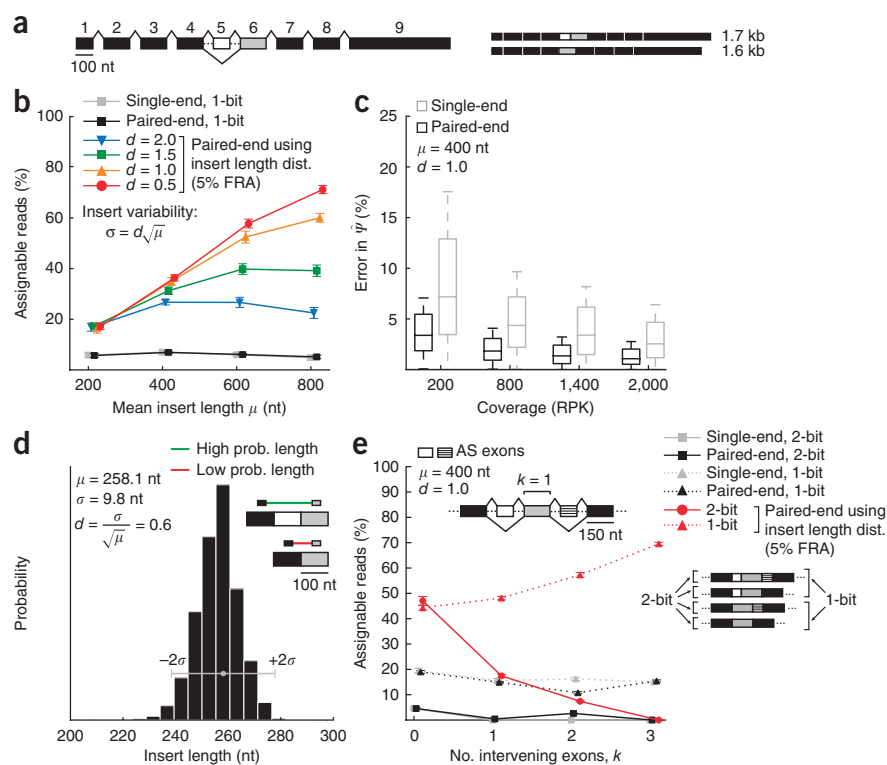 a
1 2 3 4 5 6 7 8 9
100 nt
1.7 kb
1.6 kb
b
Single-end, 1-bit
Paired-end, 1-bit
d = 2.0
d = 1.5
d = 1.0
d = 0.5
Paired-end using
insert length dist.
(5% FRA)
Insert variability:
σ = d√μ
Assignable reads (%)
100
80
60
40
20
200 400 600 800
Mean insert length μ (nt)
c
Single-end
Paired-end
μ = 400 nt
d = 1.0
Error in Ψ̂ (%)
25
20
15
10
5
200 800 1,400 2,000
Coverage (RPK)
d
High prob. length
Low prob. length
μ = 258.1 nt
σ = 9.8 nt
d = σ/√μ = 0.6
100 nt
Probability
−2σ +2σ
200 220 240 260 280 300
Insert length (nt)
e
AS exons
μ = 400 nt
d = 1.0
k = 1
150 nt
Single-end, 2-bit
Paired-end, 2-bit
Single-end, 1-bit
Paired-end, 1-bit
2-bit
1-bit
Paired-end using
insert length dist.
(5% FRA)
2-bit
1-bit
Assignable reads (%)
100
90
80
70
60
50
40
30
20
10
0 1 2 3
No. intervening exons, k